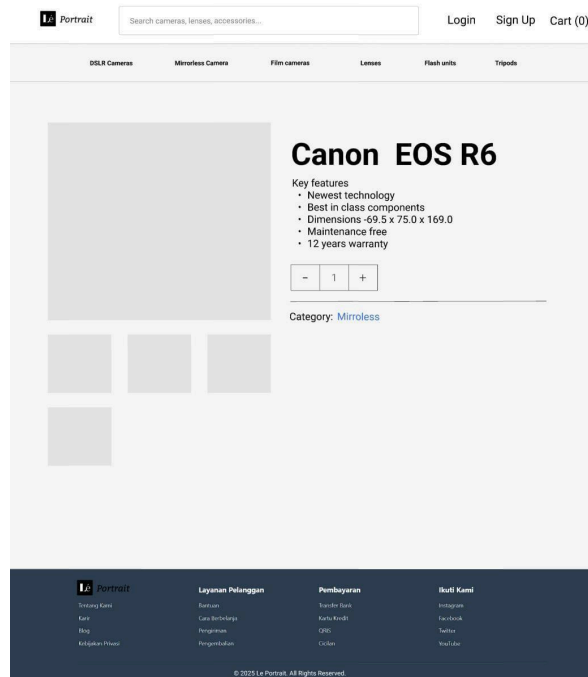 Lé Portrait
Search cameras, lenses, accessories...
Login Sign Up Cart (0)
DSLR Cameras Mirrorless Camera Film cameras Lenses Flash units Tripods
Canon EOS R6
Key features
• Newest technology
• Best in class components
• Dimensions -69.5 x 75.0 x 169.0
• Maintenance free
• 12 years warranty
- 1 +
Category: Mirroless
Lé Portrait
Tentang Kami
Karir
Blog
Kebijakan Privasi
Layanan Pelanggan
Bantuan
Cara Berbelanja
Pengiriman
Pengembalian
Pembayaran
Transfer Bank
Kartu Kredit
QRIS
Cicilan
Ikuti Kami
Instagram
Facebook
Twitter
YouTube
© 2025 Le Portrait. All Rights Reserved.